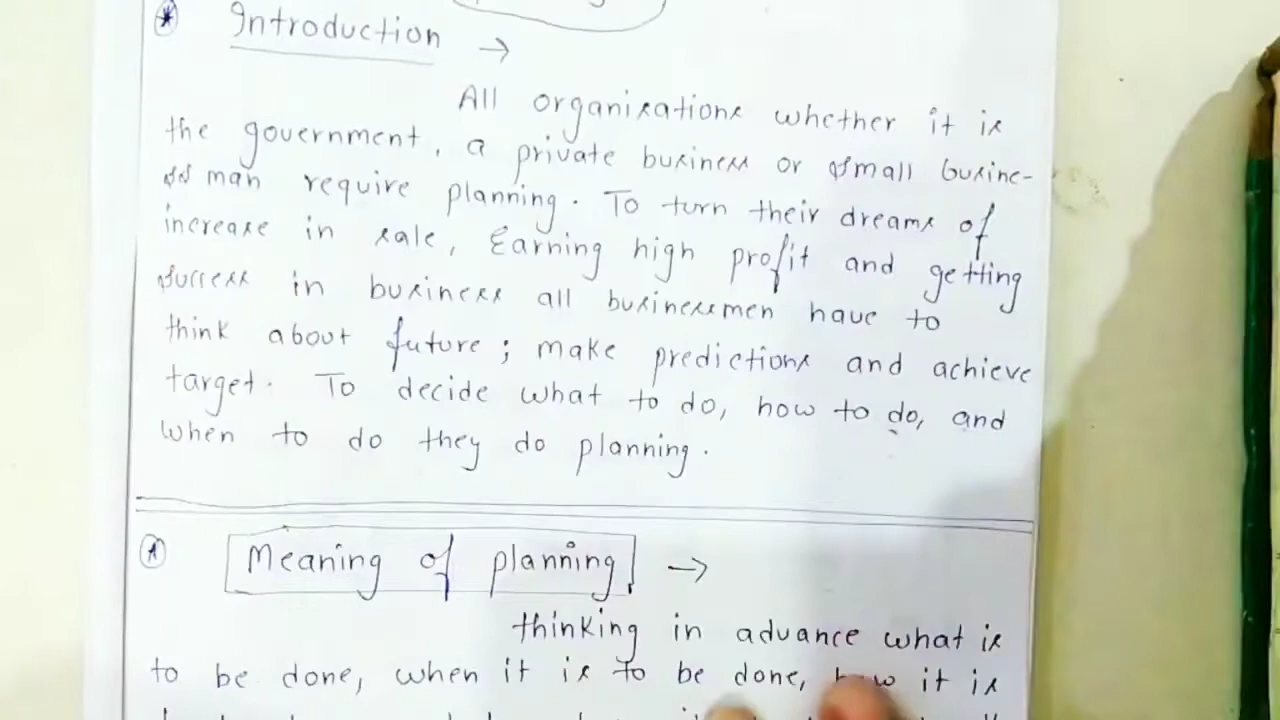 Introduction →
All organisations whether it is
the government, a private business or small busine-
ss man require planning. To turn their dreams of
increase in sale, Earning high profit and getting
success in business all businessmen have to
think about future; make predictions and achieve
target. To decide what to do, how to do, and
when to do they do planning.
Meaning of planning →
thinking in advance what is
to be done, when it is to be done, how it is